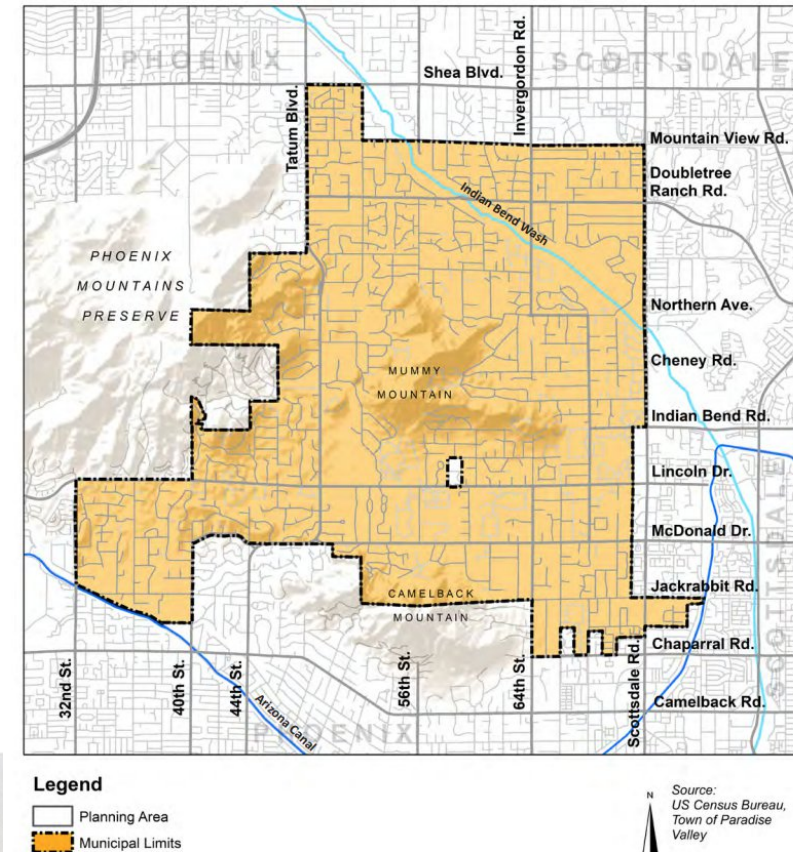 PHOENIX
SCOTTSDALE
Shea Blvd.
Invergordon Rd.
Tatum Blvd.
Mountain View Rd.
Doubletree
Ranch Rd.
Indian Bend Wash
PHOENIX
MOUNTAINS
PRESERVE
Northern Ave.
Cheney Rd.
MUMMY
MOUNTAIN
Indian Bend Rd.
Lincoln Dr.
McDonald Dr.
Jackrabbit Rd.
CAMELBACK
MOUNTAIN
Chaparral Rd.
32nd St.
40th St.
44th St.
56th St.
64th St.
Scottsdale Rd.
SCOTTSDALE
Camelback Rd.
Arizona Canal
PHOENIX
Legend
Planning Area
Municipal Limits
N
Source:
US Census Bureau,
Town of Paradise
Valley